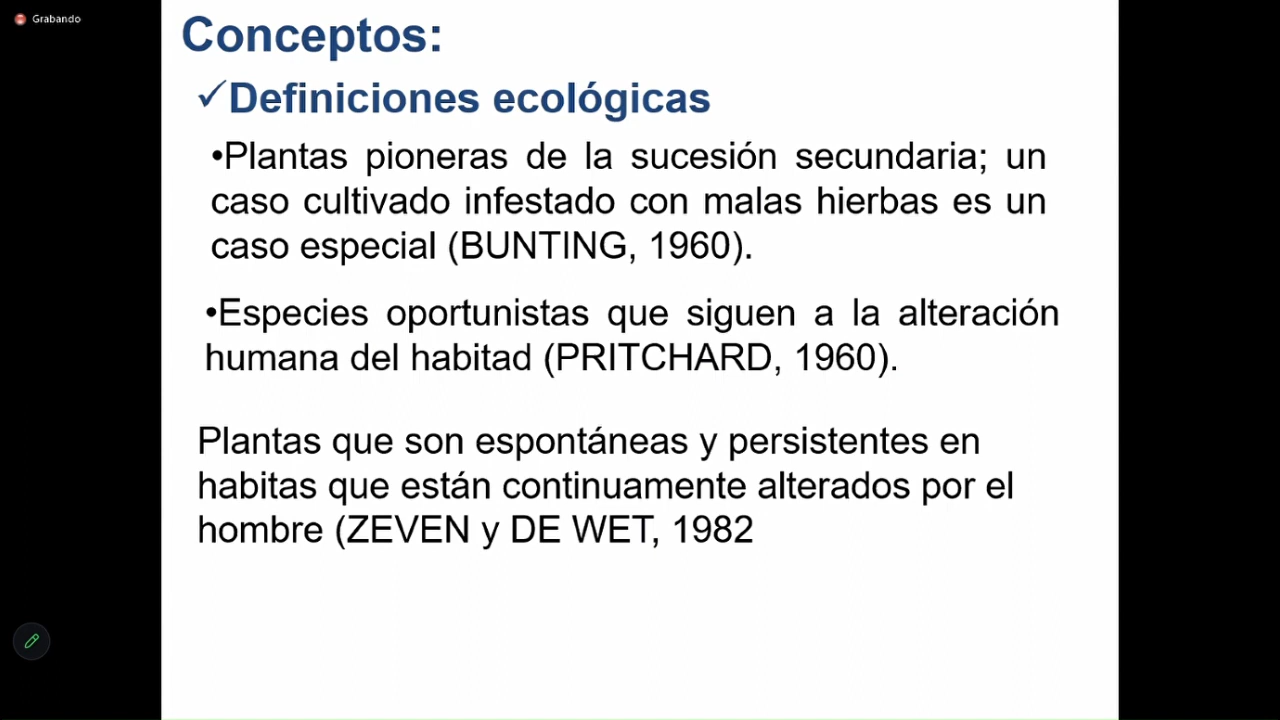 Grabando
Conceptos:
✓Definiciones ecológicas
•Plantas pioneras de la sucesión secundaria; un
caso cultivado infestado con malas hierbas es un
caso especial (BUNTING, 1960).
•Especies oportunistas que siguen a la alteración
humana del habitad (PRITCHARD, 1960).
Plantas que son espontáneas y persistentes en
habitas que están continuamente alterados por el
hombre (ZEVEN y DE WET, 1982